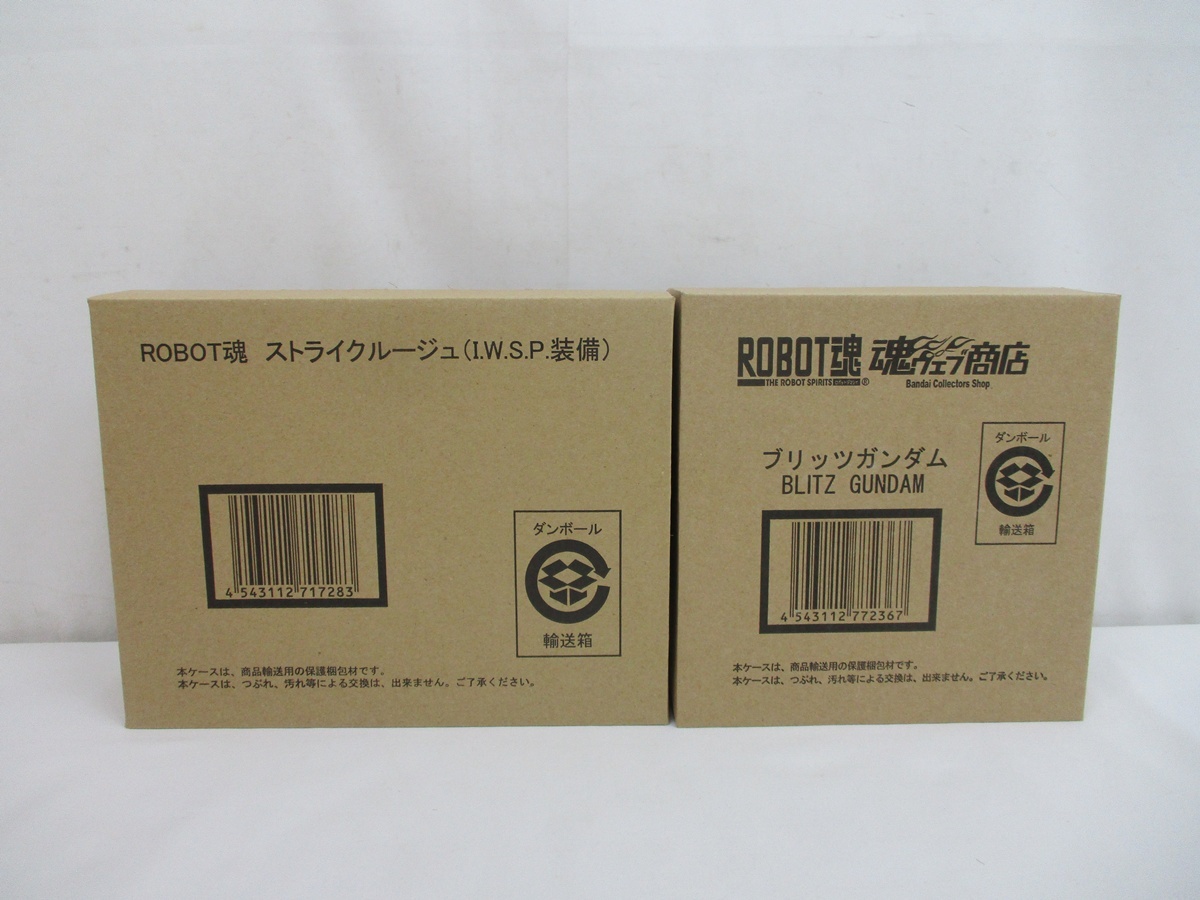 ROBOT魂 ストライクルージュ(I.W.S.P.装備)
4 543112 717283
ダンボール
輸送箱
本ケースは、商品輸送用の保護梱包材です。
本ケースは、つぶれ、汚れ等による交換は、出来ません。ご了承ください。
ROBOT魂 魂ウェブ商店
THE ROBOT SPIRITS
Bandai Collectors Shop
ブリッツガンダム
BLITZ GUNDAM
ダンボール
輸送箱
4 543112 772367
本ケースは、商品輸送用の保護梱包材です。
本ケースは、つぶれ、汚れ等による交換は、出来ません。ご了承ください。